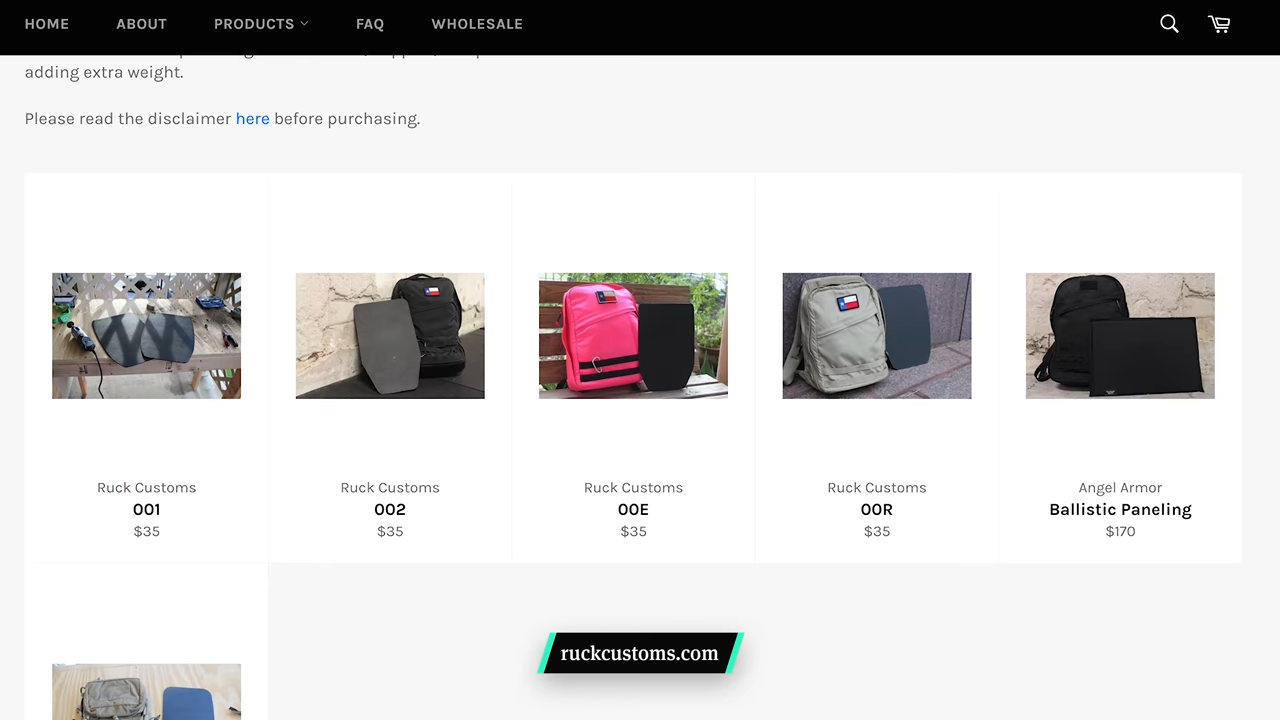 HOME ABOUT PRODUCTS FAQ WHOLESALE
adding extra weight.
Please read the disclaimer here before purchasing.
Ruck Customs
001
$35
Ruck Customs
002
$35
Ruck Customs
00E
$35
Ruck Customs
00R
$35
Angel Armor
Ballistic Paneling
$170
ruckcustoms.com